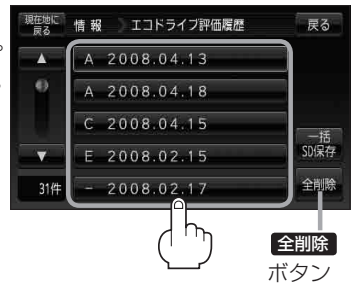 現在地に
戻る
情報 エコドライブ評価履歴
戻る
A 2008.04.13
A 2008.04.18
C 2008.04.15
E 2008.02.15
- 2008.02.17
31件
一括
SD保存
全削除
全削除
ボタン